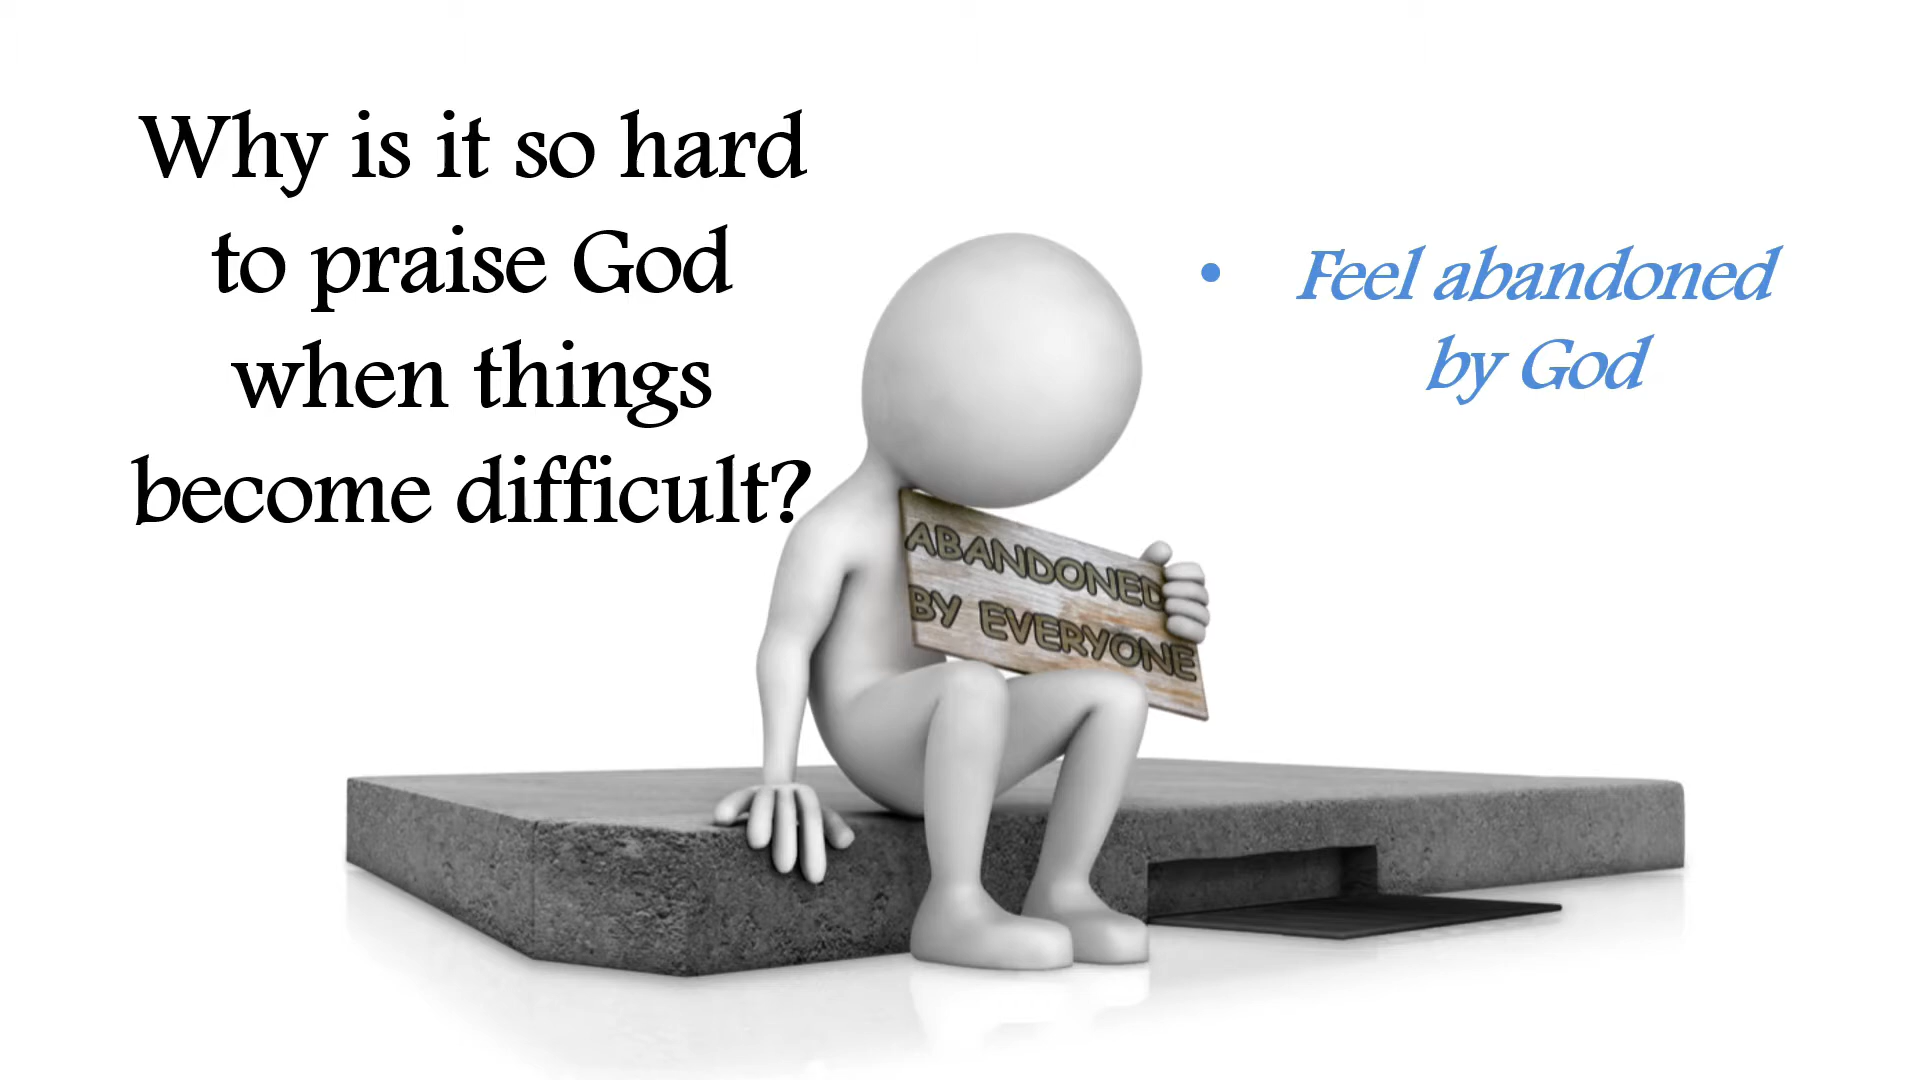 Why is it so hard
to praise God
when things
become difficult?
• Feel abandoned
by God
ABANDONED
BY EVERYONE